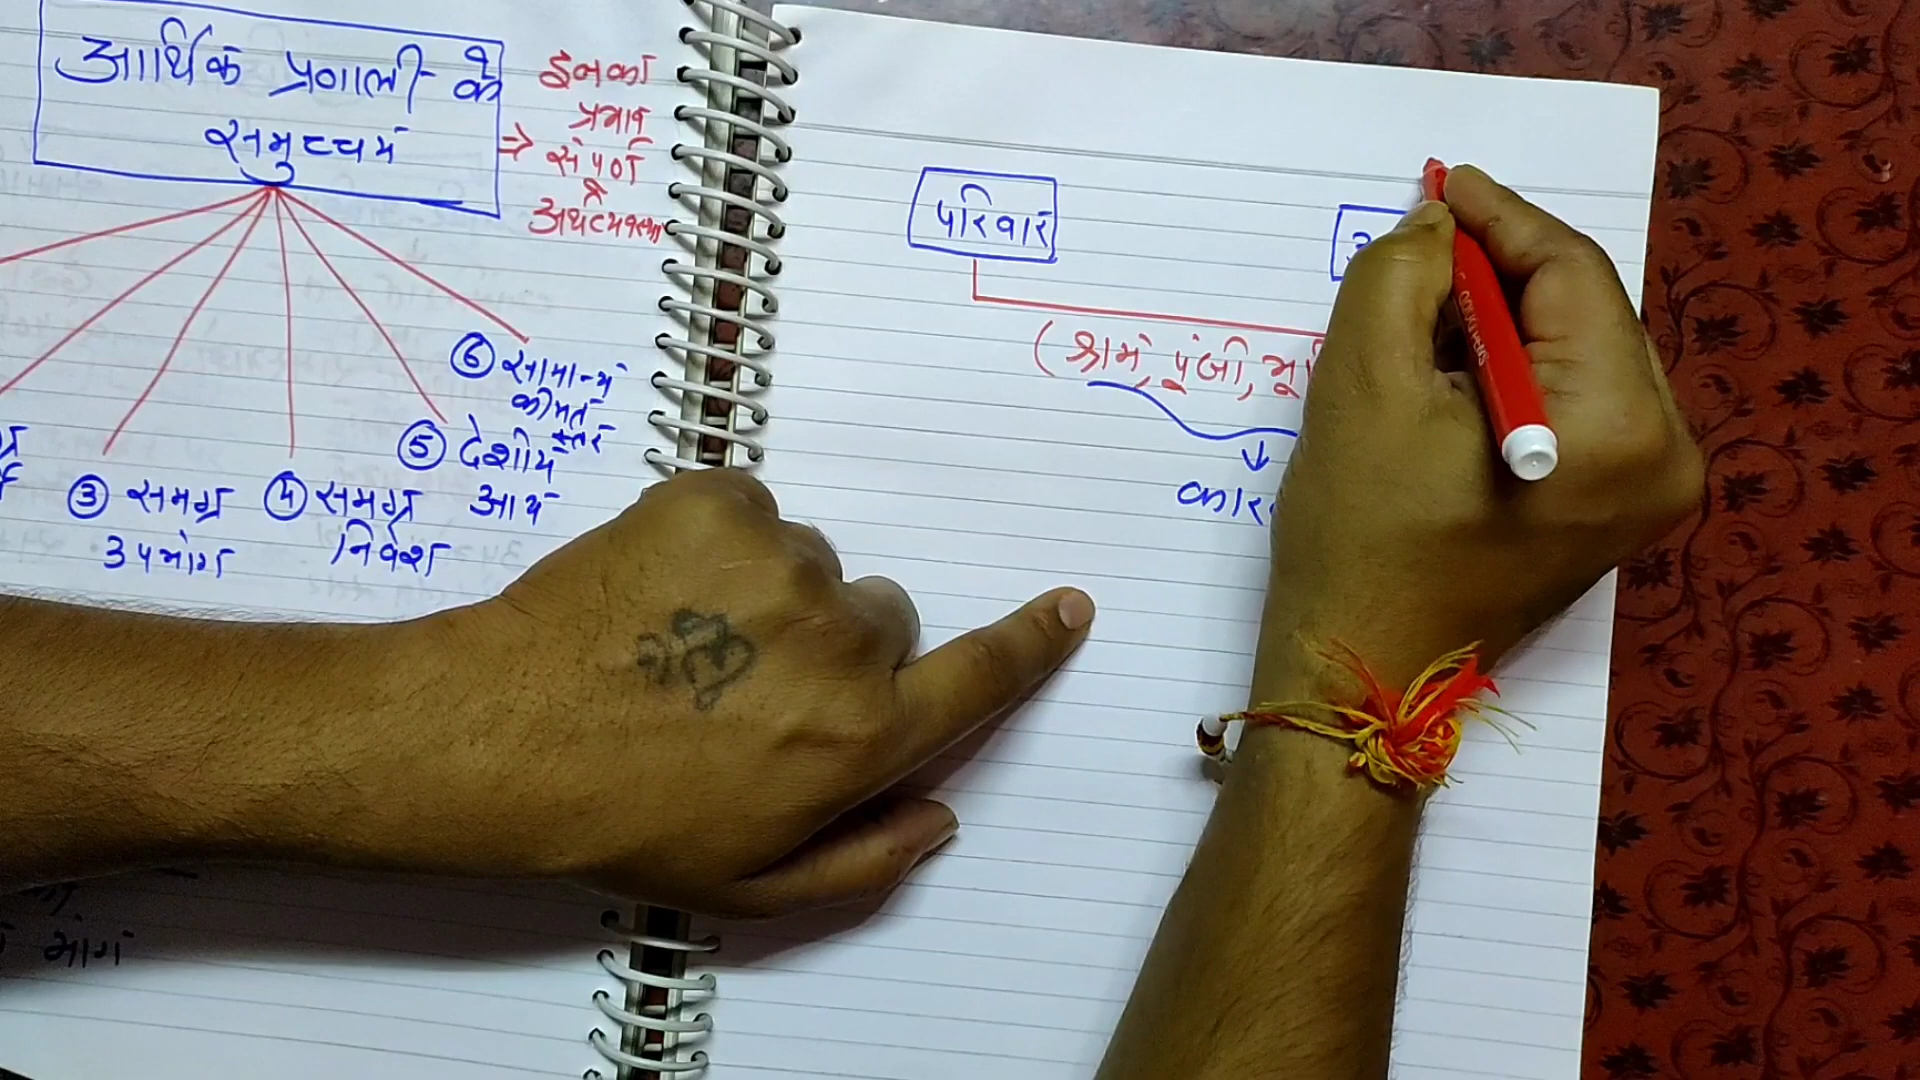 आर्थिक प्रणाली के
समुच्चय
⇒
इनका
प्रभाव
संपूर्ण
अर्थव्यवस्था
⑥ सामान्य
कीमत
स्तर
⑤ देशीय
आय
④ समग्र
निवेश
③ समग्र
उपभोग
मांग
परिवार
(श्रम, पूंजी,